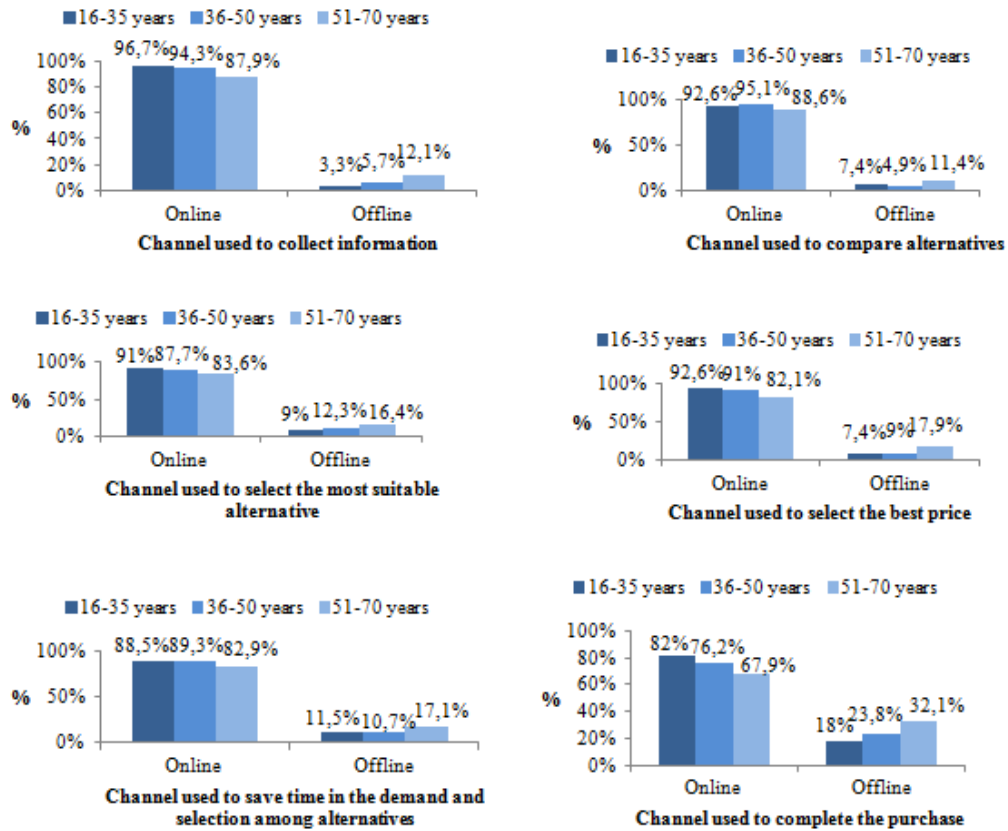 16-35 years 36-50 years 51-70 years
96,7% 94,3% 87,9%
100%
80%
60%
40%
20%
0%
%
3,3% 5,7% 12,1%
Online Offline
Channel used to collect information
16-35 years 36-50 years 51-70 years
92,6% 95,1% 88,6%
100%
50%
0%
%
7,4% 4,9% 11,4%
Online Offline
Channel used to compare alternatives
16-35 years 36-50 years 51-70 years
91% 87,7% 83,6%
100%
50%
0%
%
9% 12,3% 16,4%
Online Offline
Channel used to select the most suitable
alternative
16-35 years 36-50 years 51-70 years
92,6% 91% 82,1%
100%
50%
0%
%
7,4% 9% 17,9%
Online Offline
Channel used to select the best price
16-35 years 36-50 years 51-70 years
88,5% 89,3% 82,9%
100%
50%
0%
%
11,5% 10,7% 17,1%
Online Offline
Channel used to save time in the demand and
selection among alternatives
16-35 years 36-50 years 51-70 years
82% 76,2% 67,9%
100%
80%
60%
40%
20%
0%
%
18% 23,8% 32,1%
Online Offline
Channel used to complete the purchase